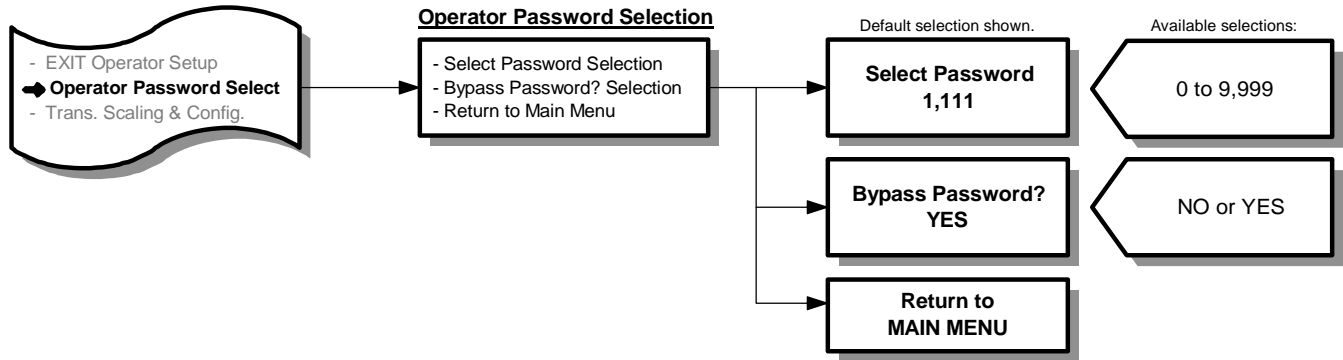 Operator Password Selection
Default selection shown.
Available selections:
- EXIT Operator Setup
Operator Password Select
- Trans. Scaling & Config.
- Select Password Selection
- Bypass Password? Selection
- Return to Main Menu
Select Password
1,111
0 to 9,999
Bypass Password?
YES
NO or YES
Return to
MAIN MENU